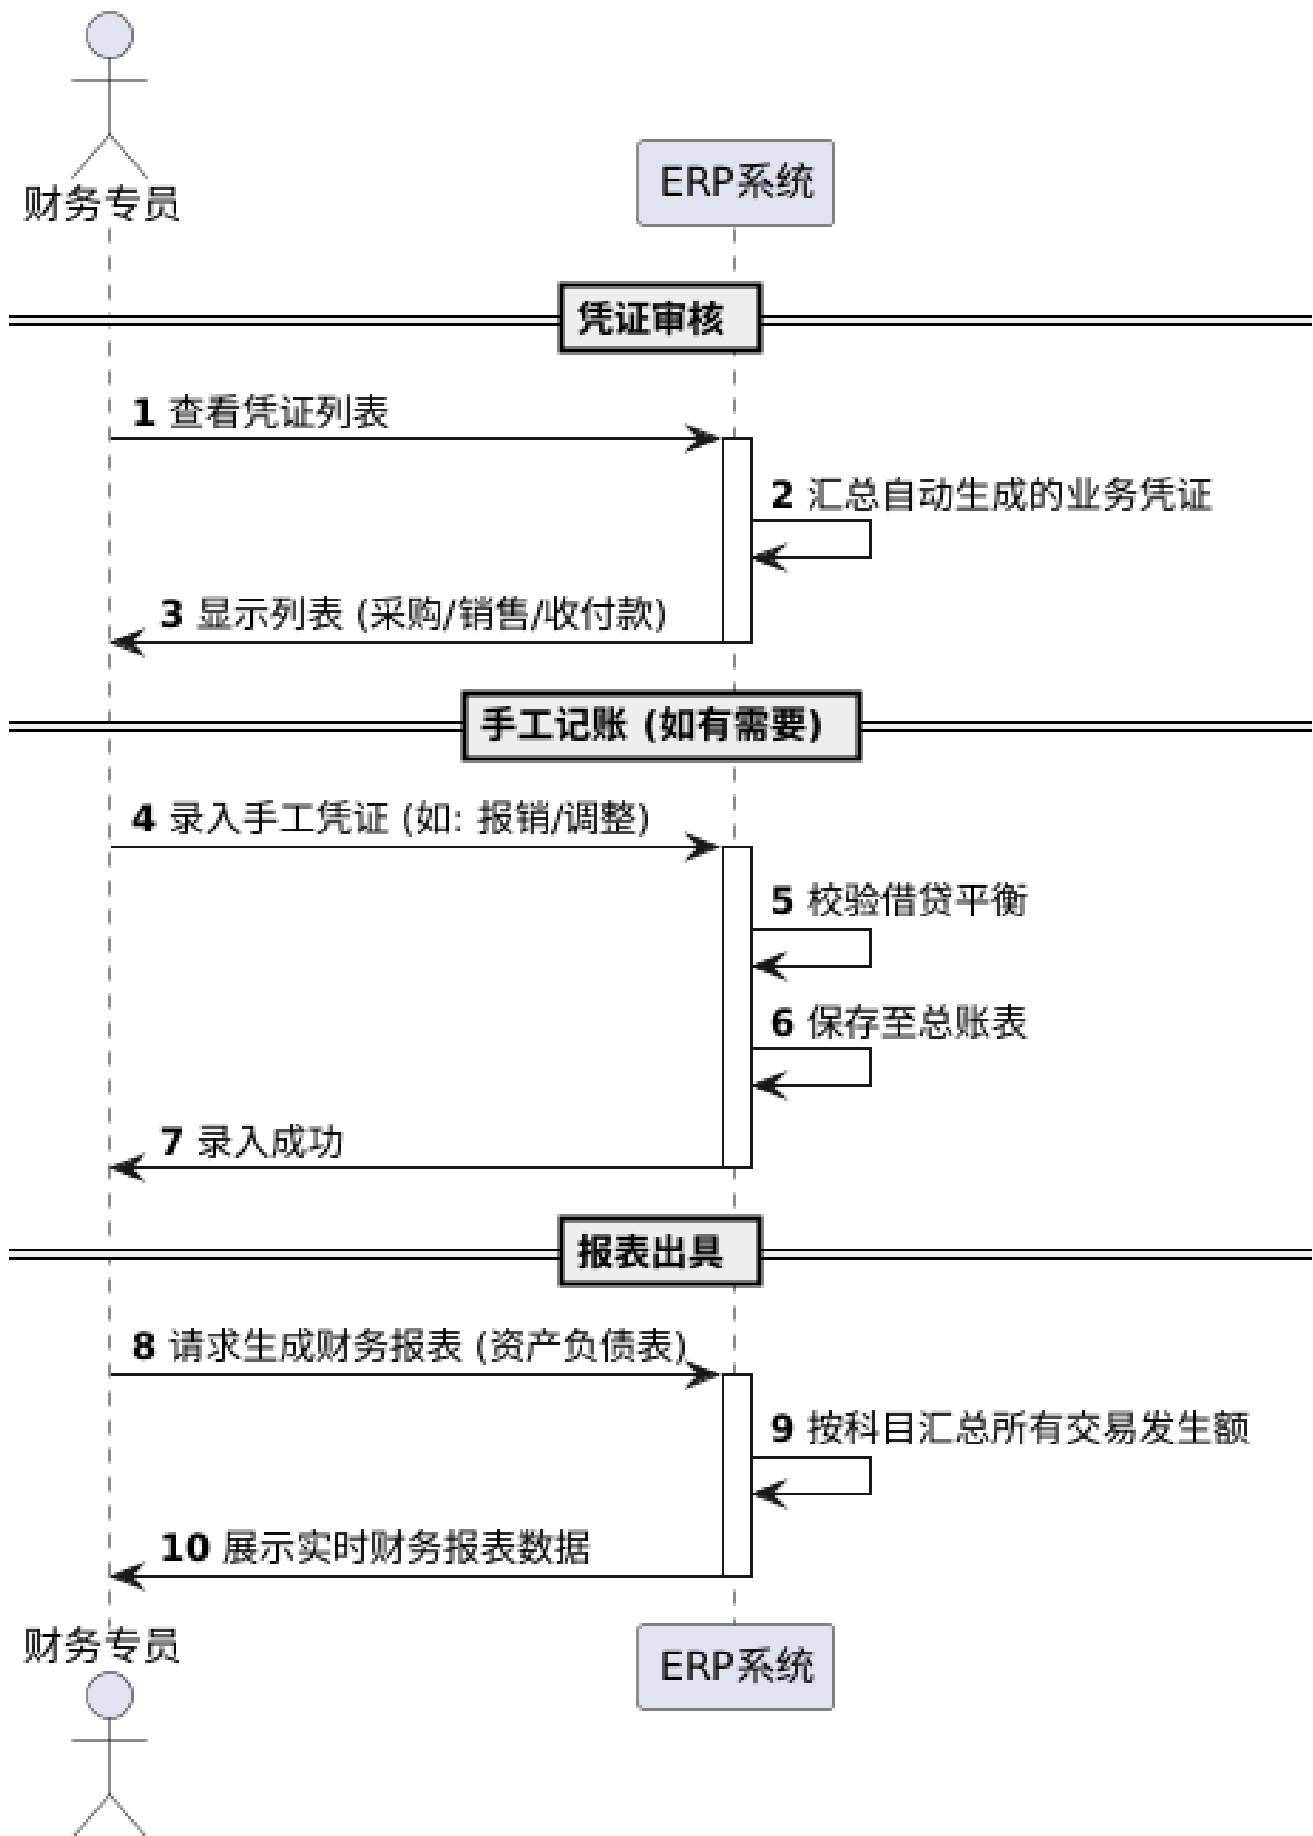 财务专员
ERP系统
凭证审核
1 查看凭证列表
2 汇总自动生成的业务凭证
3 显示列表 (采购/销售/收付款)
手工记账 (如有需要)
4 录入手工凭证 (如: 报销/调整)
5 校验借贷平衡
6 保存至总账表
7 录入成功
报表出具
8 请求生成财务报表 (资产负债表)
9 按科目汇总所有交易发生额
10 展示实时财务报表数据
财务专员
ERP系统